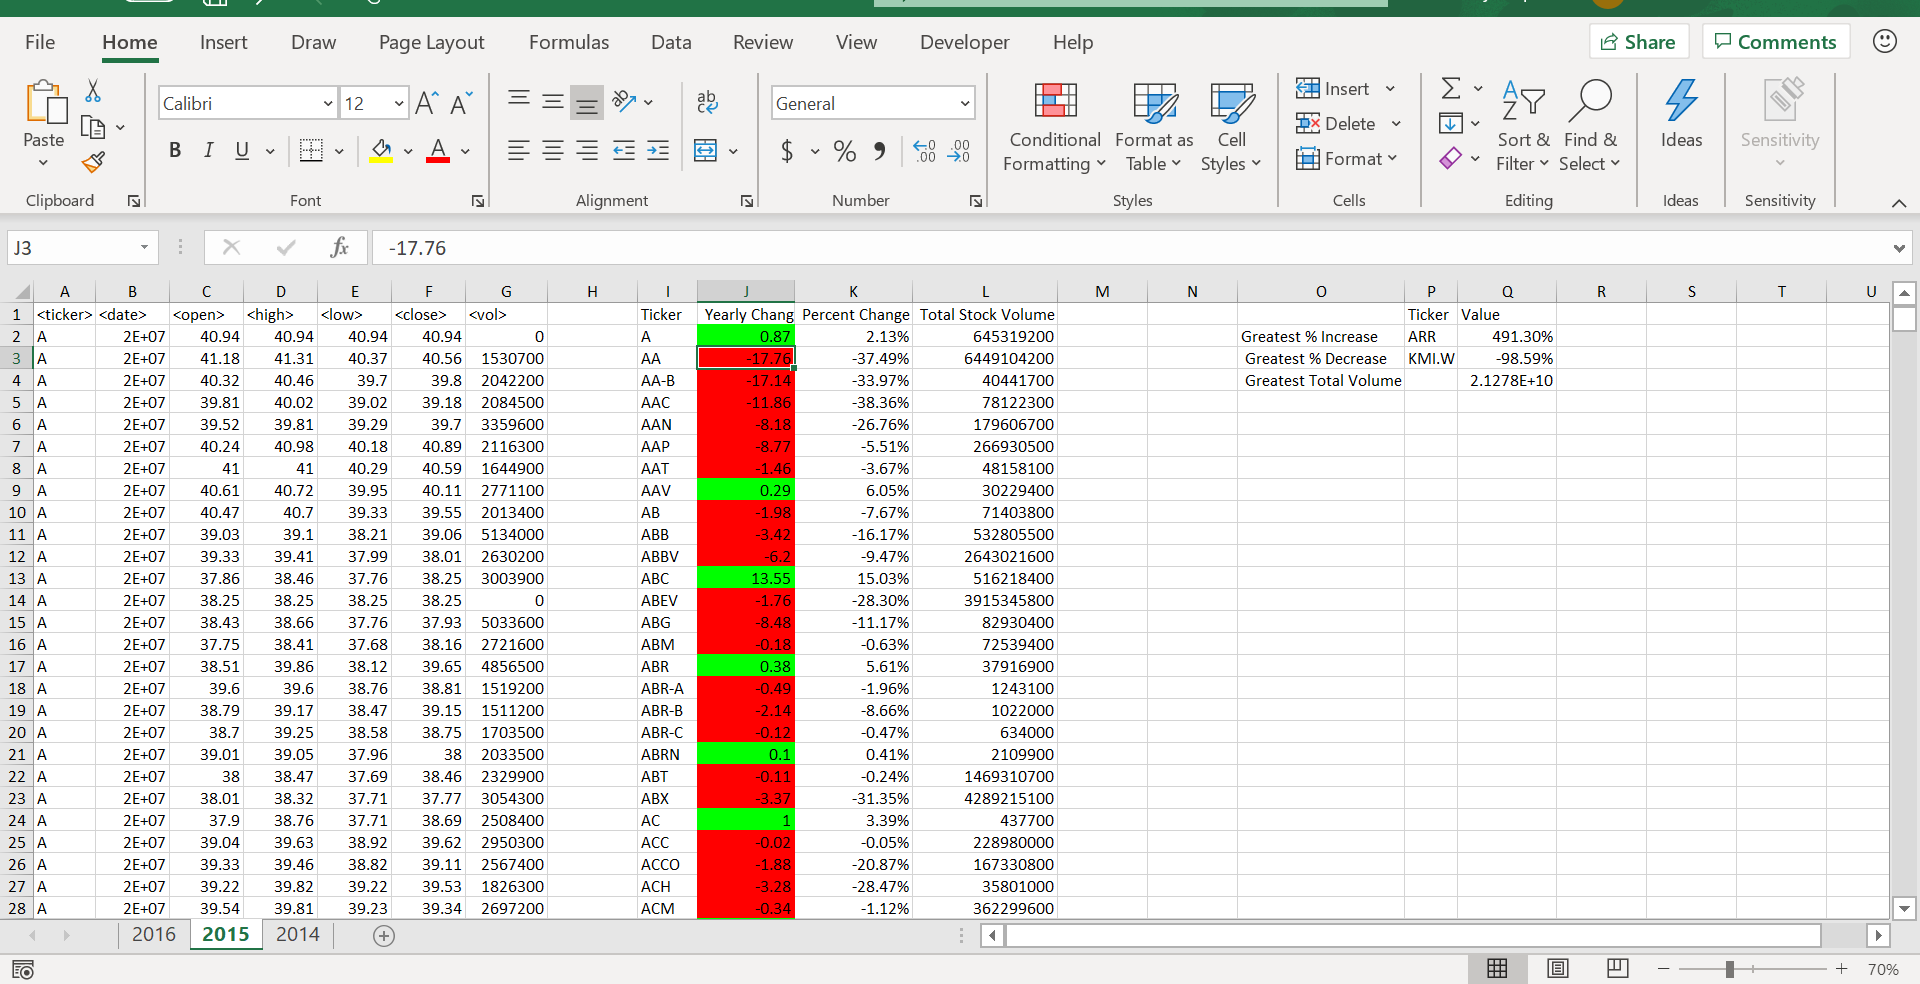 File Home Insert Draw Page Layout Formulas Data Review View Developer Help Share Comments
Paste Calibri 12 ab General Conditional Formatting Format as Table Cell Styles Insert Delete Format Sort & Filter Find & Select Ideas Sensitivity
B I U A $ % ,
Clipboard Font Alignment Number Styles Cells Editing Ideas Sensitivity
J3 fx -17.76
A B C D E F G H I J K L M N O P Q R S T U
1 <ticker> <date> <open> <high> <low> <close> <vol> Ticker Yearly Chang Percent Change Total Stock Volume Ticker Value
2 A 2E+07 40.94 40.94 40.94 40.94 0 A 0.87 2.13% 645319200 Greatest % Increase ARR 491.30%
3 A 2E+07 41.18 41.31 40.37 40.56 1530700 AA -17.76 -37.49% 6449104200 Greatest % Decrease KMI.W -98.59%
4 A 2E+07 40.32 40.46 39.7 39.8 2042200 AA-B -17.14 -33.97% 40441700 Greatest Total Volume 2.1278E+10
5 A 2E+07 39.81 40.02 39.02 39.18 2084500 AAC -11.86 -38.36% 78122300
6 A 2E+07 39.52 39.81 39.29 39.7 3359600 AAN -8.18 -26.76% 179606700
7 A 2E+07 40.24 40.98 40.18 40.89 2116300 AAP -8.77 -5.51% 266930500
8 A 2E+07 41 41 40.29 40.59 1644900 AAT -1.46 -3.67% 48158100
9 A 2E+07 40.61 40.72 39.95 40.11 2771100 AAV 0.29 6.05% 30229400
10 A 2E+07 40.47 40.7 39.33 39.55 2013400 AB -1.98 -7.67% 71403800
11 A 2E+07 39.03 39.1 38.21 39.06 5134000 ABB -3.42 -16.17% 532805500
12 A 2E+07 39.33 39.41 37.99 38.01 2630200 ABBV -6.2 -9.47% 2643021600
13 A 2E+07 37.86 38.46 37.76 38.25 3003900 ABC 13.55 15.03% 516218400
14 A 2E+07 38.25 38.25 38.25 38.25 0 ABEV -1.76 -28.30% 3915345800
15 A 2E+07 38.43 38.66 37.76 37.93 5033600 ABG -8.48 -11.17% 82930400
16 A 2E+07 37.75 38.41 37.68 38.16 2721600 ABM -0.18 -0.63% 72539400
17 A 2E+07 38.51 39.86 38.12 39.65 4856500 ABR 0.38 5.61% 37916900
18 A 2E+07 39.6 39.6 38.76 38.81 1519200 ABR-A -0.49 -1.96% 1243100
19 A 2E+07 38.79 39.17 38.47 39.15 1511200 ABR-B -2.14 -8.66% 1022000
20 A 2E+07 38.7 39.25 38.58 38.75 1703500 ABR-C -0.12 -0.47% 634000
21 A 2E+07 39.01 39.05 37.96 38 2033500 ABRN 0.1 0.41% 2109900
22 A 2E+07 38 38.47 37.69 38.46 2329900 ABT -0.11 -0.24% 1469310700
23 A 2E+07 38.01 38.32 37.71 37.77 3054300 ABX -3.37 -31.35% 4289215100
24 A 2E+07 37.9 38.76 37.71 38.69 2508400 AC 1 3.39% 437700
25 A 2E+07 39.04 39.63 38.92 39.62 2950300 ACC -0.02 -0.05% 228980000
26 A 2E+07 39.33 39.46 38.82 39.11 2567400 ACCO -1.88 -20.87% 167330800
27 A 2E+07 39.22 39.82 39.22 39.53 1826300 ACH -3.28 -28.47% 35801000
28 A 2E+07 39.54 39.81 39.23 39.34 2697200 ACM -0.34 -1.12% 362299600
2016 2015 2014
70%